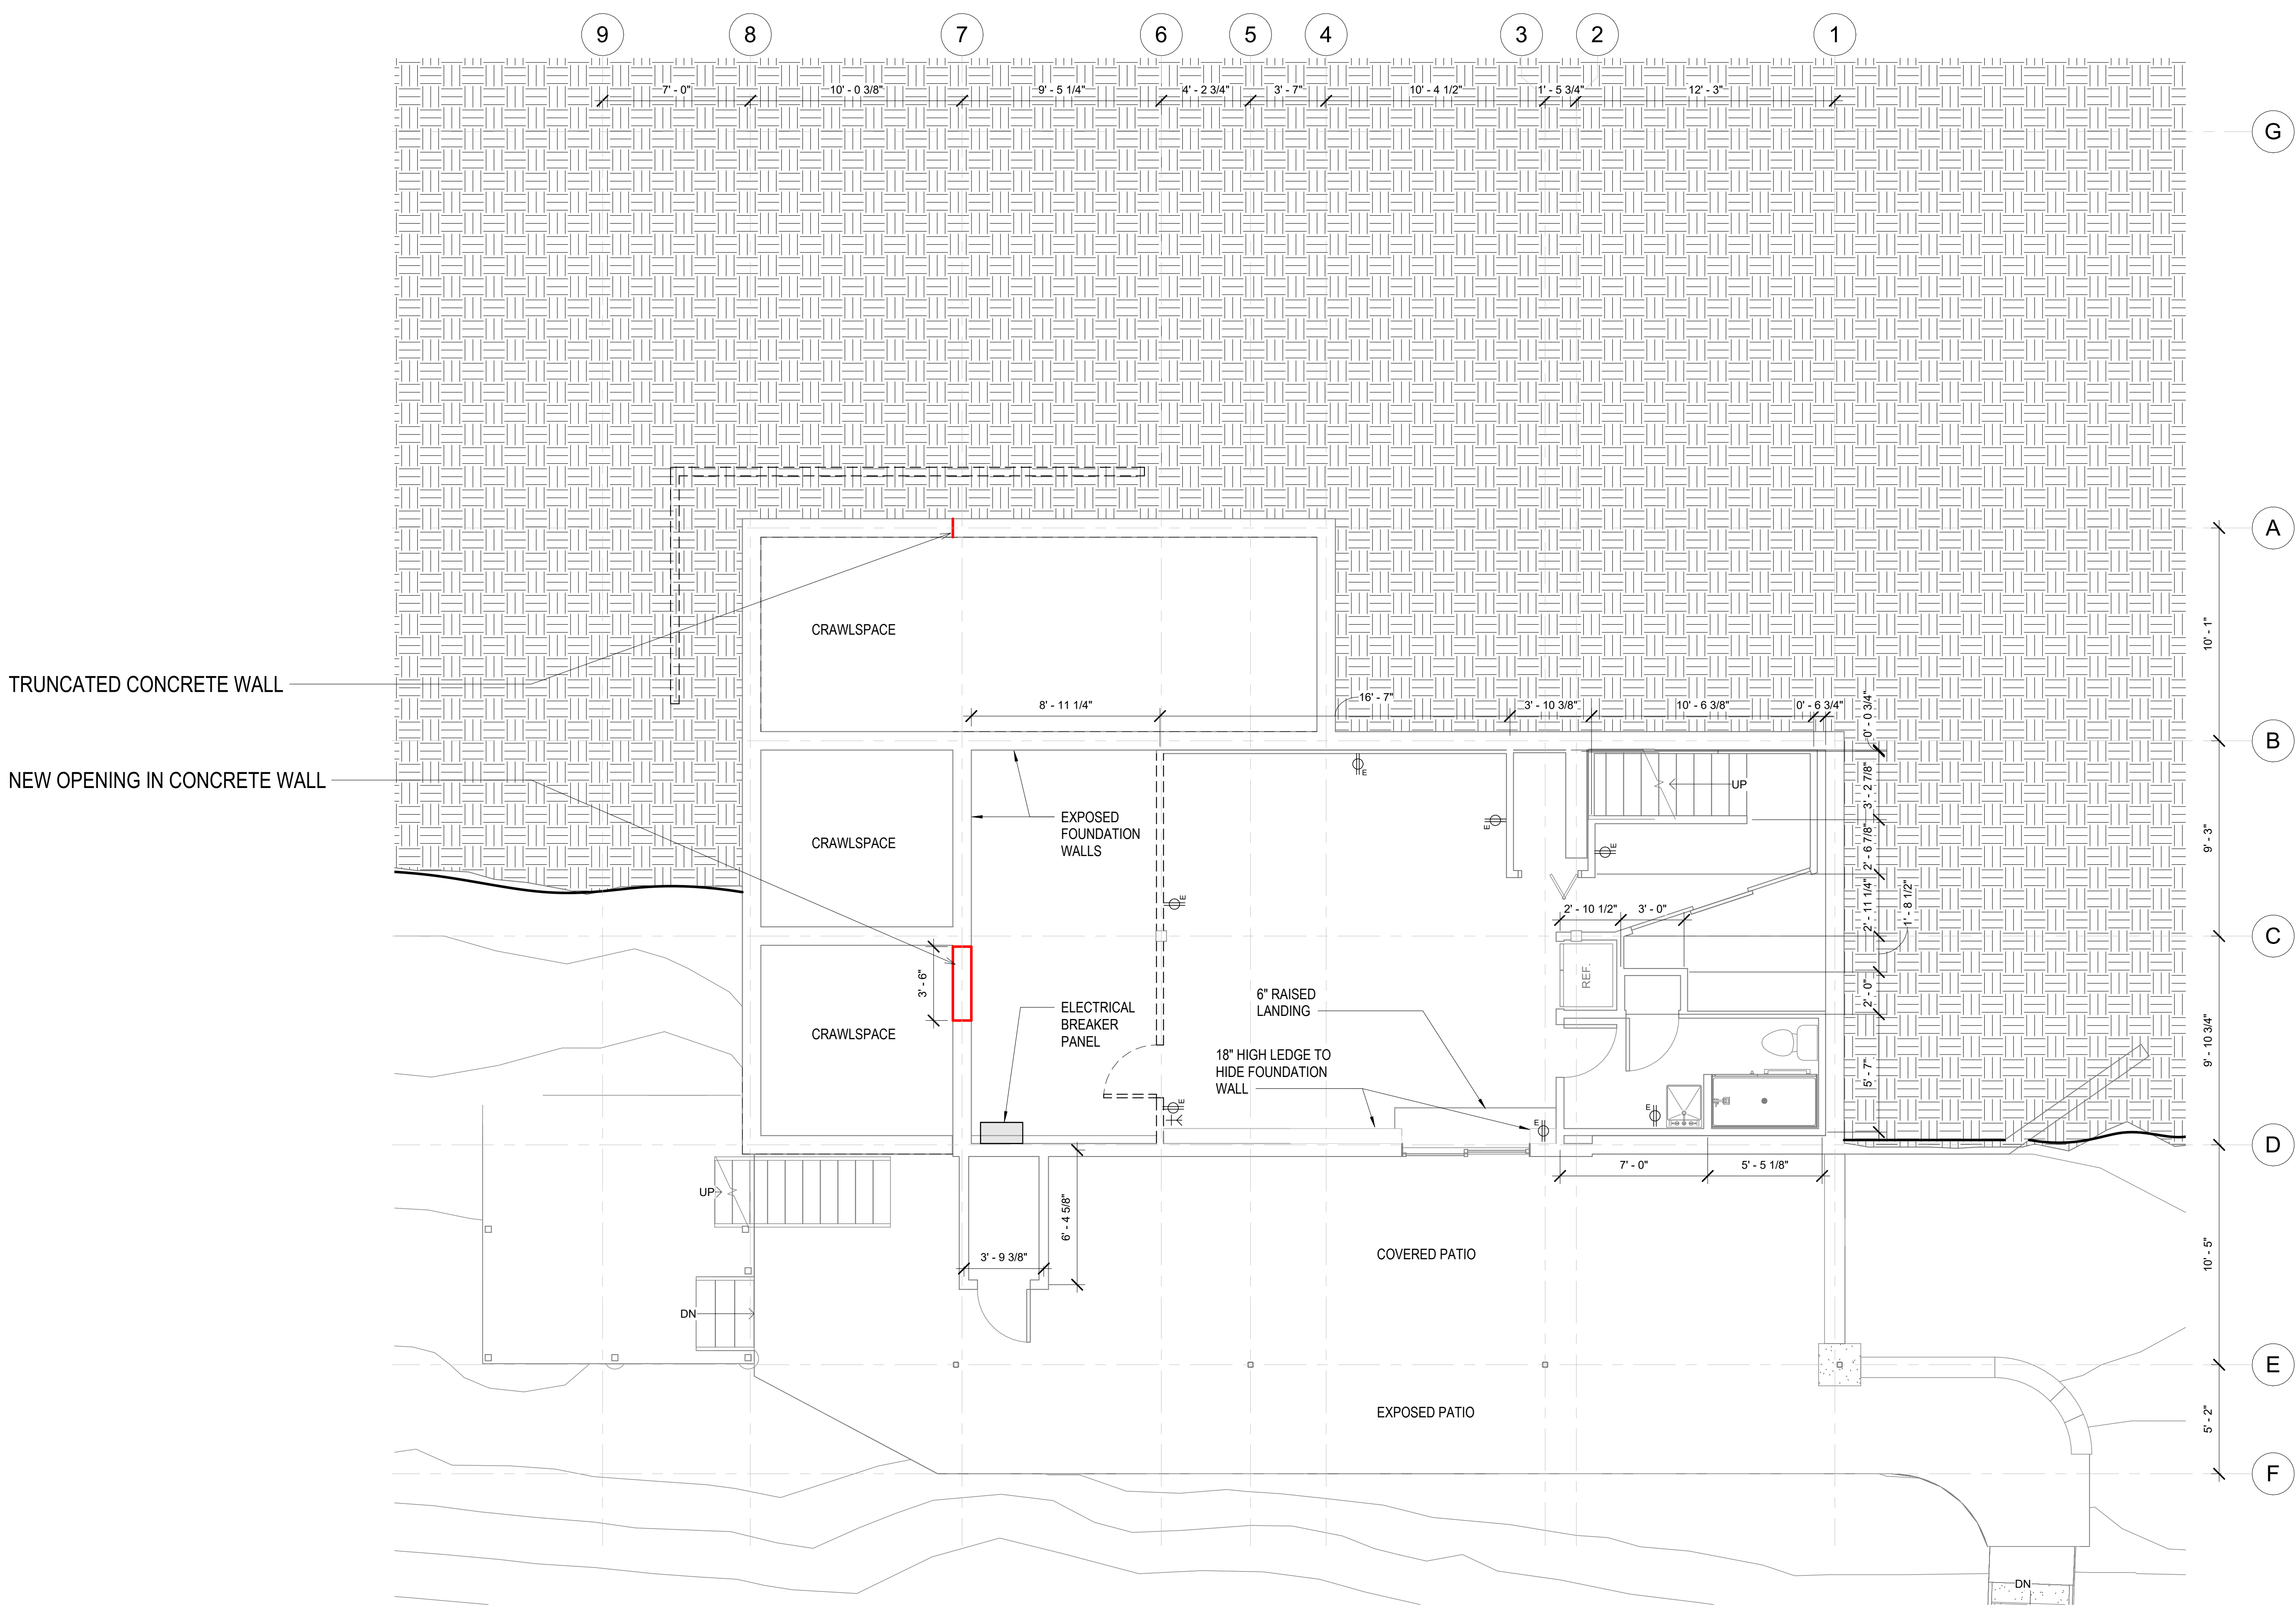 9 8 7 6 5 4 3 2 1
7' - 0" 10' - 0 3/8" 9' - 5 1/4" 4' - 2 3/4" 3' - 7" 10' - 4 1/2" 1' - 5 3/4" 12' - 3"
G
A
CRAWLSPACE
10' - 1"
TRUNCATED CONCRETE WALL
8' - 11 1/4" 16' - 7" 3' - 10 3/8" 10' - 6 3/8" 0' - 6 3/4"
0' - 0 3/4"
B
NEW OPENING IN CONCRETE WALL
E
UP
3' - 2 7/8"
EXPOSED
FOUNDATION
WALLS
E
CRAWLSPACE
E
2' - 6 7/8"
9' - 3"
E
2' - 10 1/2" 3' - 0"
2' - 11 1/4"
1' - 8 1/2"
C
3' - 6"
REF.
2' - 0"
6" RAISED
LANDING
ELECTRICAL
BREAKER
PANEL
CRAWLSPACE
9' - 10 3/4"
18" HIGH LEDGE TO
HIDE FOUNDATION
WALL
5' - 7"
E
E
E
D
7' - 0" 5' - 5 1/8"
UP
6' - 4 5/8"
3' - 9 3/8"
COVERED PATIO
10' - 5"
DN
E
EXPOSED PATIO
5' - 2"
F
DN